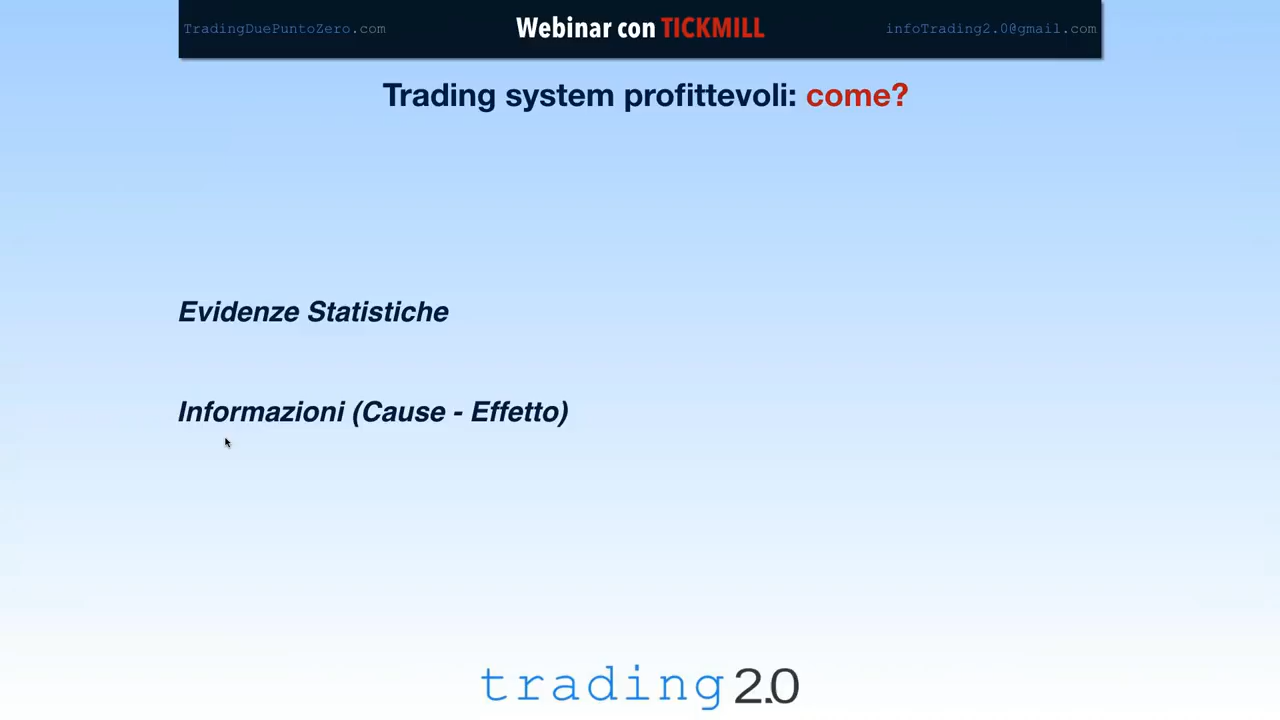 TradingDuePuntoZero.com
Webinar con TICKMILL
infoTrading2.0@gmail.com
Trading system profittevoli: come?
Evidenze Statistiche
Informazioni (Cause - Effetto)
trading 2.0